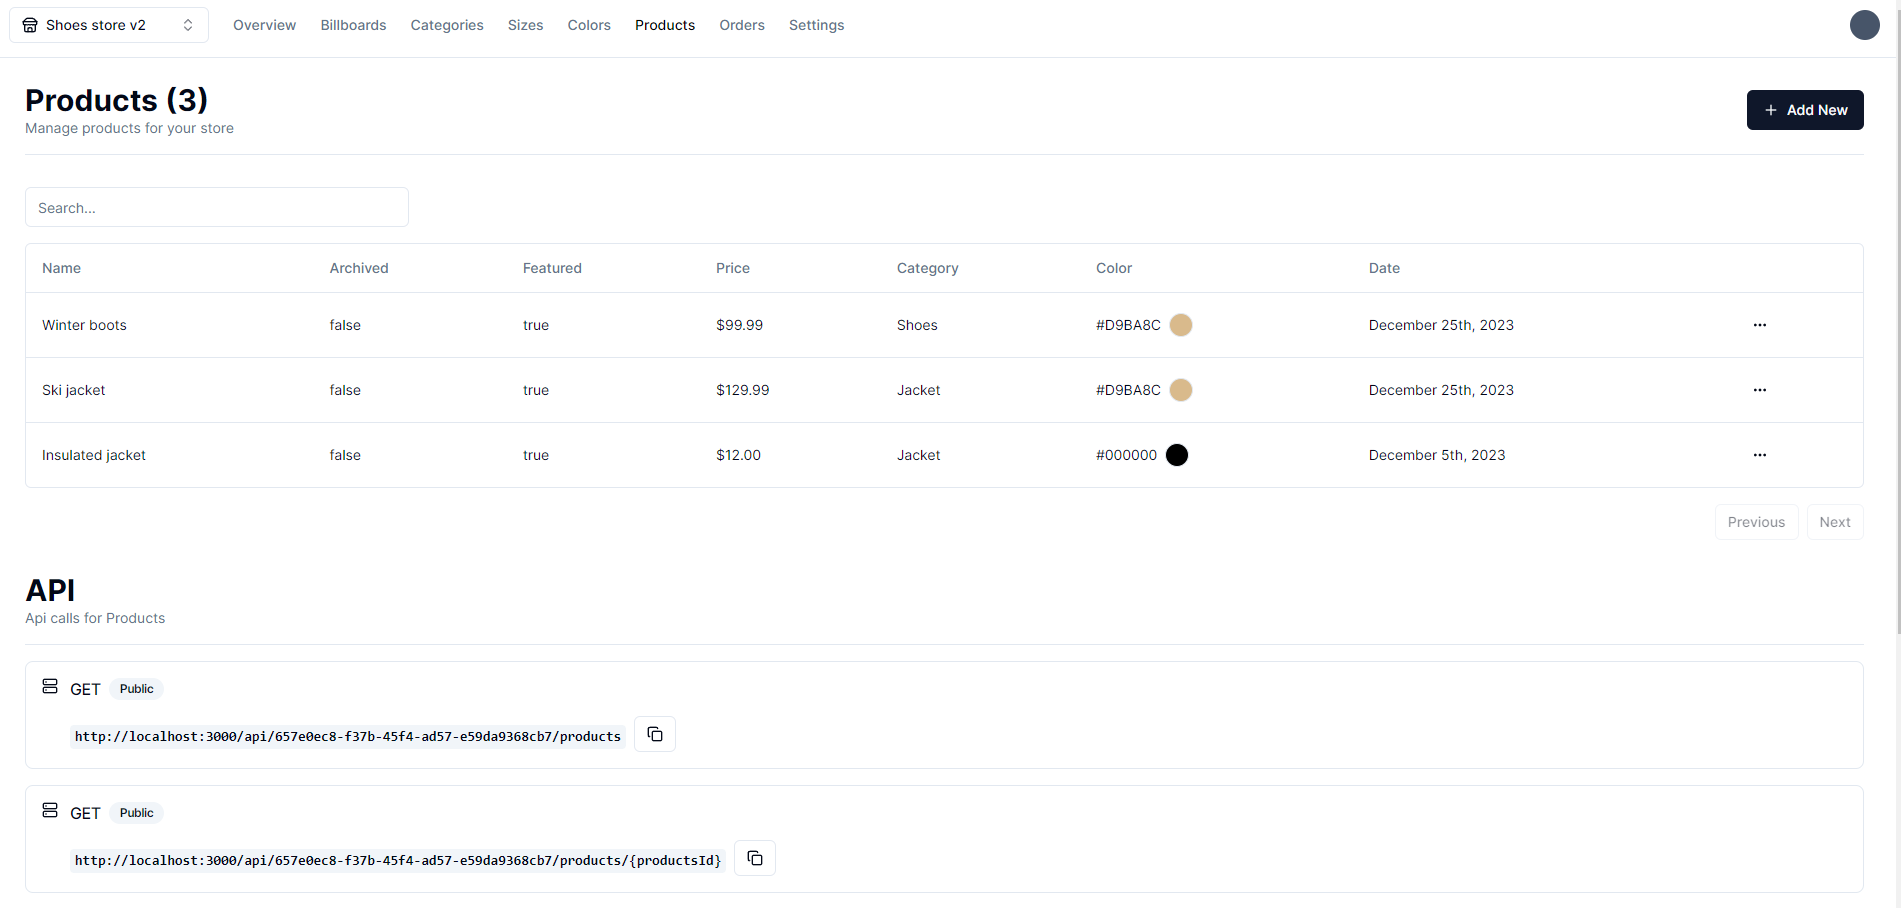 Shoes store v2 Overview Billboards Categories Sizes Colors Products Orders Settings
Products (3)
Manage products for your store
+ Add New
Search...
Name Archived Featured Price Category Color Date
Winter boots false true $99.99 Shoes #D9BA8C December 25th, 2023
Ski jacket false true $129.99 Jacket #D9BA8C December 25th, 2023
Insulated jacket false true $12.00 Jacket #000000 December 5th, 2023
Previous Next
API
Api calls for Products
GET Public
http://localhost:3000/api/657e0ec8-f37b-45f4-ad57-e59da9368cb7/products
GET Public
http://localhost:3000/api/657e0ec8-f37b-45f4-ad57-e59da9368cb7/products/{productsId}